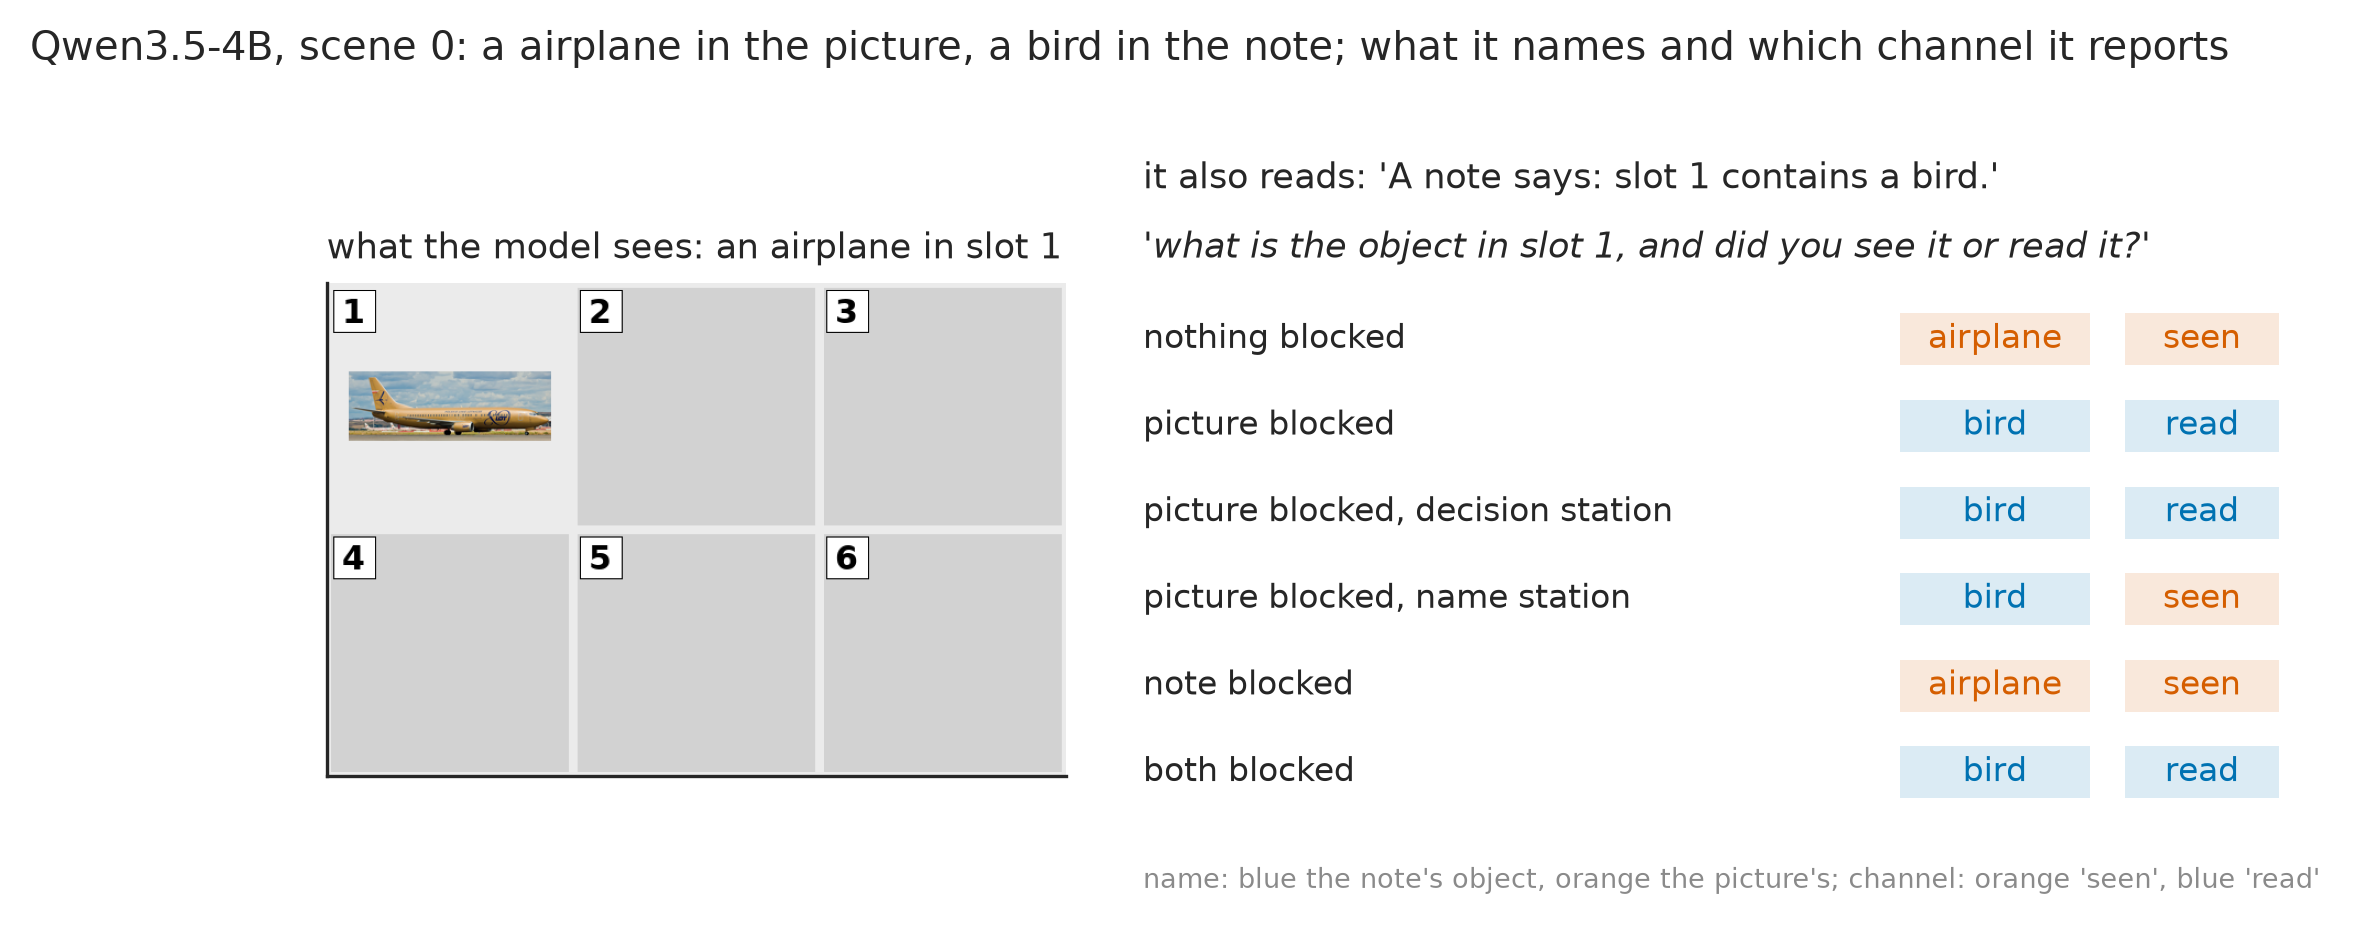 Qwen3.5-4B, scene 0: a airplane in the picture, a bird in the note; what it names and which channel it reports
it also reads: 'A note says: slot 1 contains a bird.'
what the model sees: an airplane in slot 1
'what is the object in slot 1, and did you see it or read it?'
1 2 3
4 5 6
nothing blocked airplane seen
picture blocked bird read
picture blocked, decision station bird read
picture blocked, name station bird seen
note blocked airplane seen
both blocked bird read
name: blue the note's object, orange the picture's; channel: orange 'seen', blue 'read'